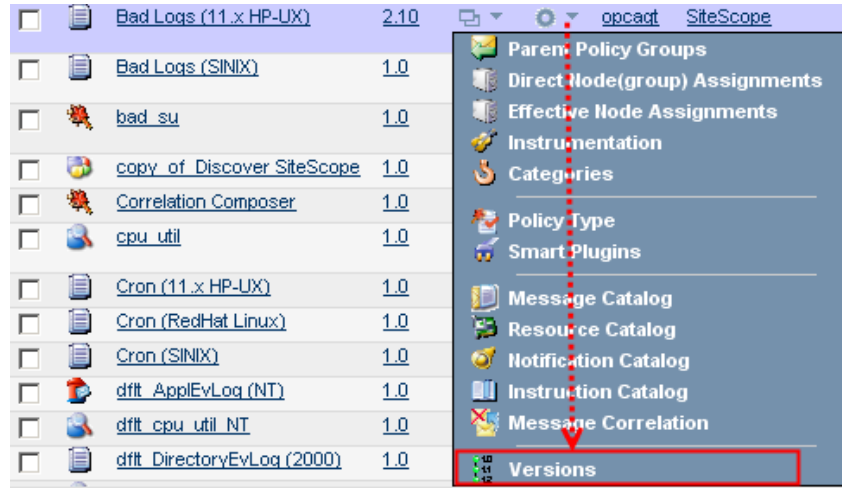 Bad Logs (11.x HP-UX) 2.10 opcagt SiteScope
Parent Policy Groups
Bad Logs (SINIX) 1.0
Direct Node(group) Assignments
Effective Node Assignments
bad_su 1.0
Instrumentation
copy_of_Discover SiteScope 1.0
Categories
Correlation Composer 1.0
Policy Type
cpu_util 1.0
Smart Plugins
Cron (11.x HP-UX) 1.0
Message Catalog
Cron (RedHat Linux) 1.0
Resource Catalog
Cron (SINIX) 1.0
Notification Catalog
dflt_ApplEvLog (NT) 1.0
Instruction Catalog
dflt_cpu_util_NT 1.0
Message Correlation
dflt_DirectoryEvLog (2000) 1.0
Versions